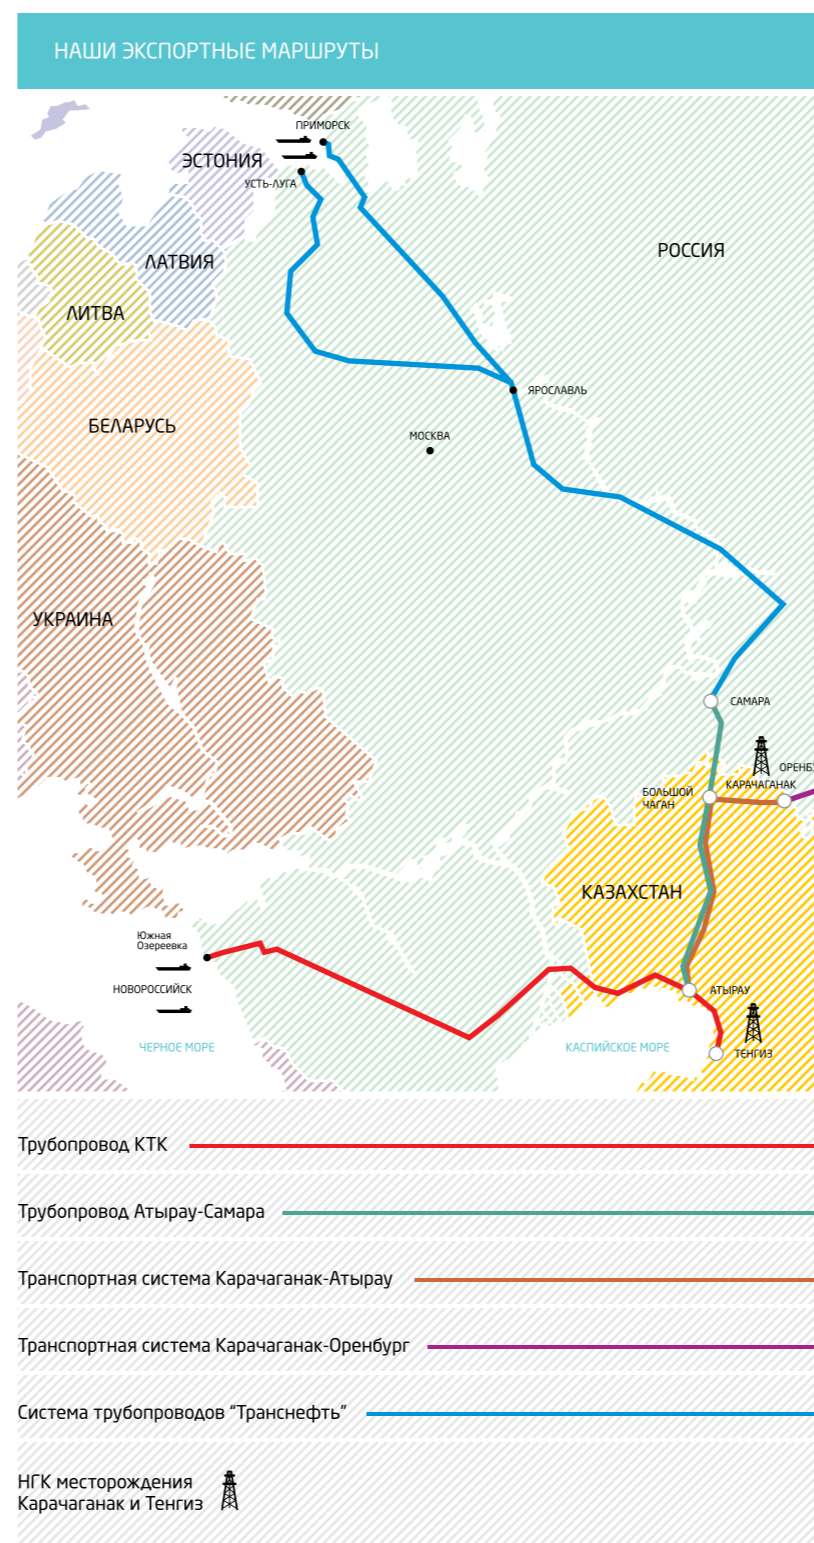 НАШИ ЭКСПОРТНЫЕ МАРШРУТЫ
ПРИМОРСК
ЭСТОНИЯ
УСТЬ-ЛУГА
РОССИЯ
ЛАТВИЯ
ЛИТВА
ЯРОСЛАВЛЬ
БЕЛАРУСЬ
МОСКВА
УКРАИНА
САМАРА
ОРЕНБУ
КАРАЧАГАНАК
БОЛЬШОЙ
ЧАГАН
КАЗАХСТАН
Южная
Озереевка
НОВОРОССИЙСК
АТЫРАУ
ЧЕРНОЕ МОРЕ
КАСПИЙСКОЕ МОРЕ
ТЕНГИЗ
Трубопровод КТК
Трубопровод Атырау-Самара
Транспортная система Карачаганак-Атырау
Транспортная система Карачаганак-Оренбург
Система трубопроводов “Транснефть”
НГК месторождения
Карачаганак и Тенгиз